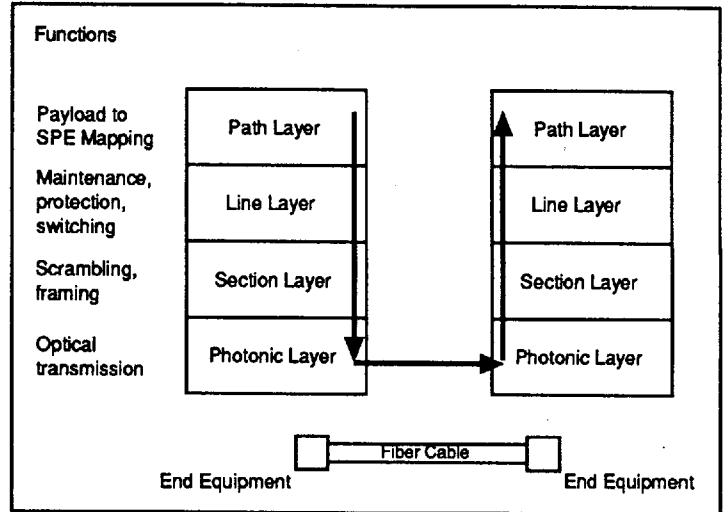 Functions
Payload to
SPE Mapping
Path Layer
Path Layer
Maintenance,
protection,
switching
Line Layer
Line Layer
Scrambling,
framing
Section Layer
Section Layer
Optical
transmission
Photonic Layer
Photonic Layer
Fiber Cable
End Equipment
End Equipment